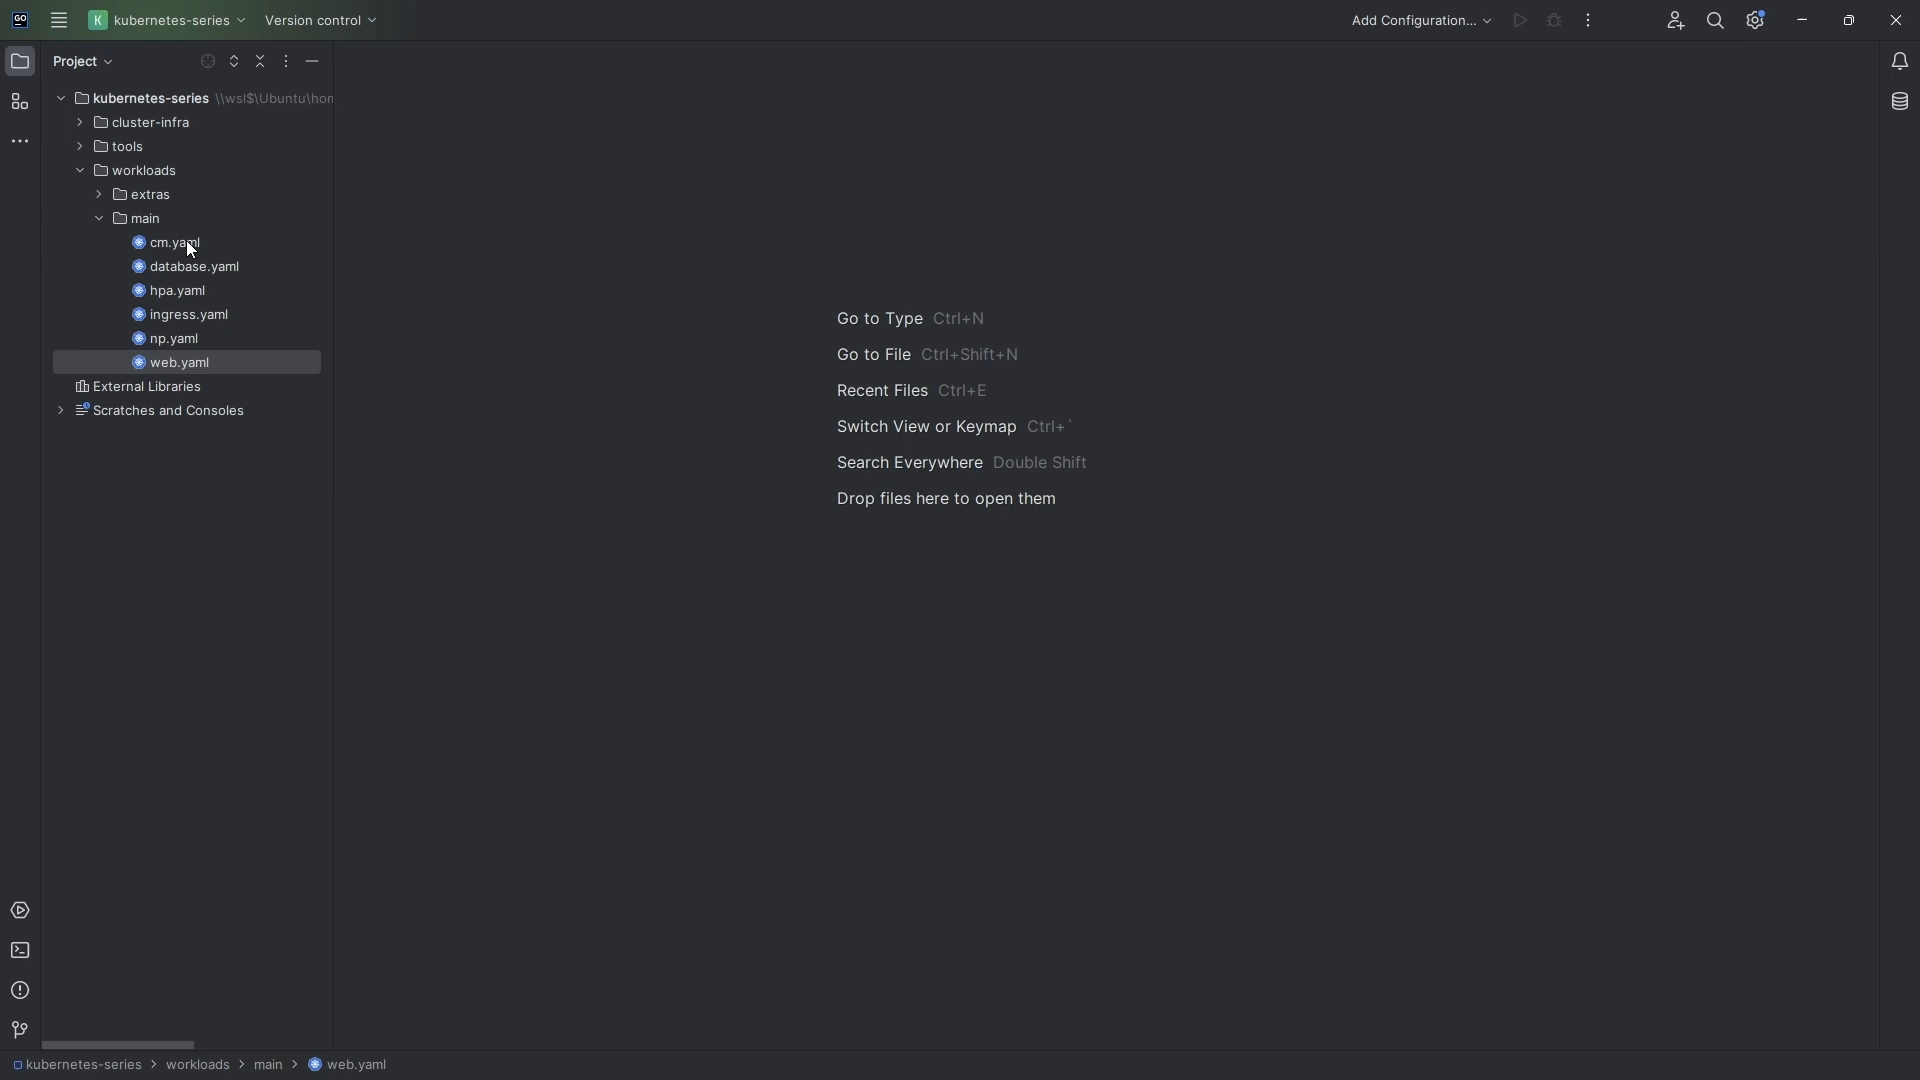 GO
K kubernetes-series
Version control
Add Configuration...
Project
kubernetes-series \\wsl$\Ubuntu\hom
cluster-infra
tools
workloads
extras
main
cm.yaml
database.yaml
hpa.yaml
ingress.yaml
np.yaml
web.yaml
External Libraries
Scratches and Consoles
Go to Type Ctrl+N
Go to File Ctrl+Shift+N
Recent Files Ctrl+E
Switch View or Keymap Ctrl+`
Search Everywhere Double Shift
Drop files here to open them
kubernetes-series > workloads > main > web.yaml